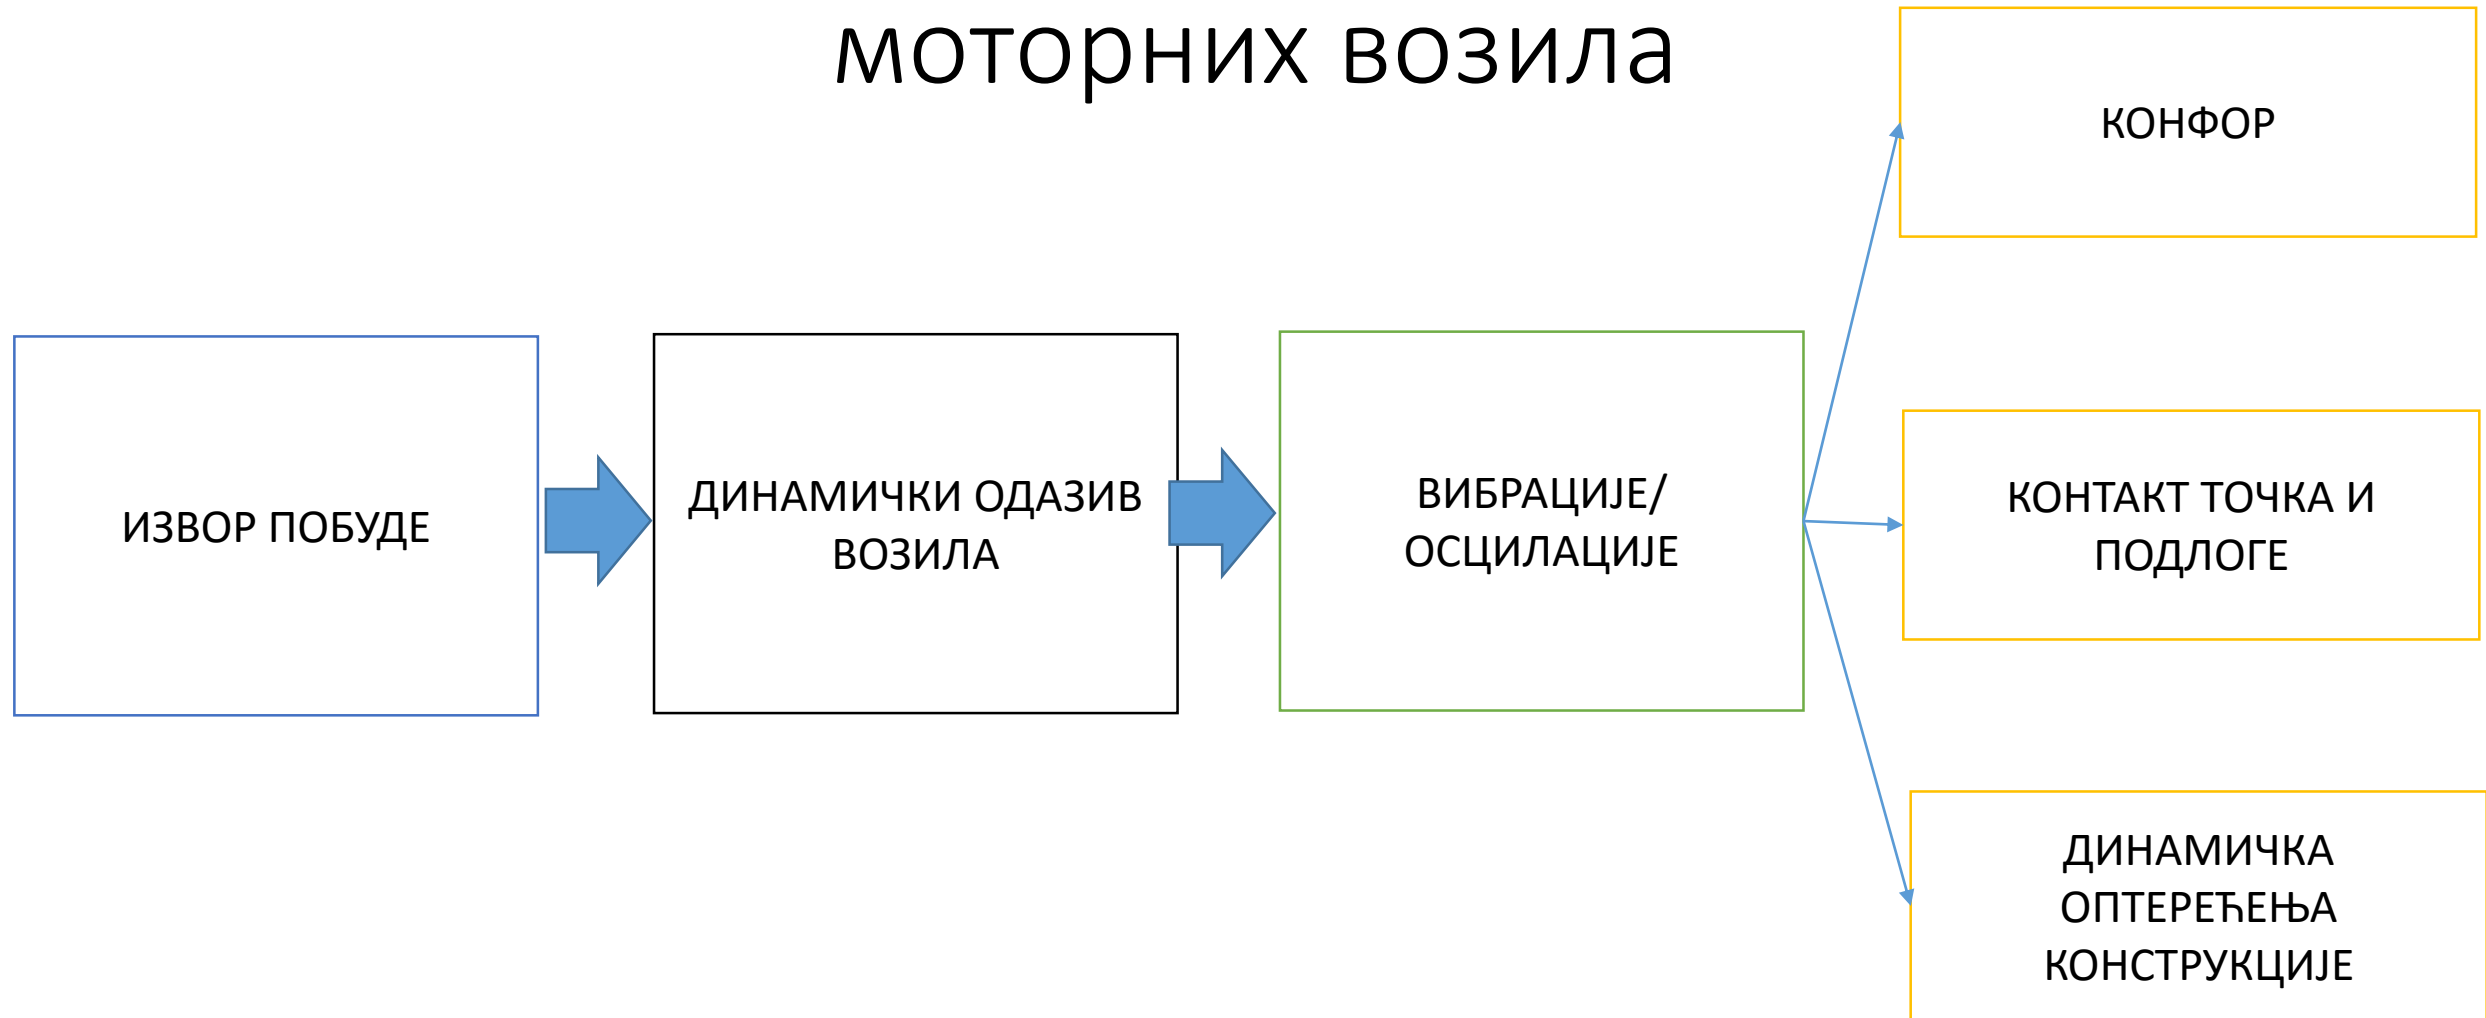 моторних возила
КОНФОР
ИЗВОР ПОБУДЕ
ДИНАМИЧКИ ОДАЗИВ
ВОЗИЛА
ВИБРАЦИЈЕ/
ОСЦИЛАЦИЈЕ
КОНТАКТ ТОЧКА И
ПОДЛОГЕ
ДИНАМИЧКА
ОПТЕРЕЋЕЊА
КОНСТРУКЦИЈЕ